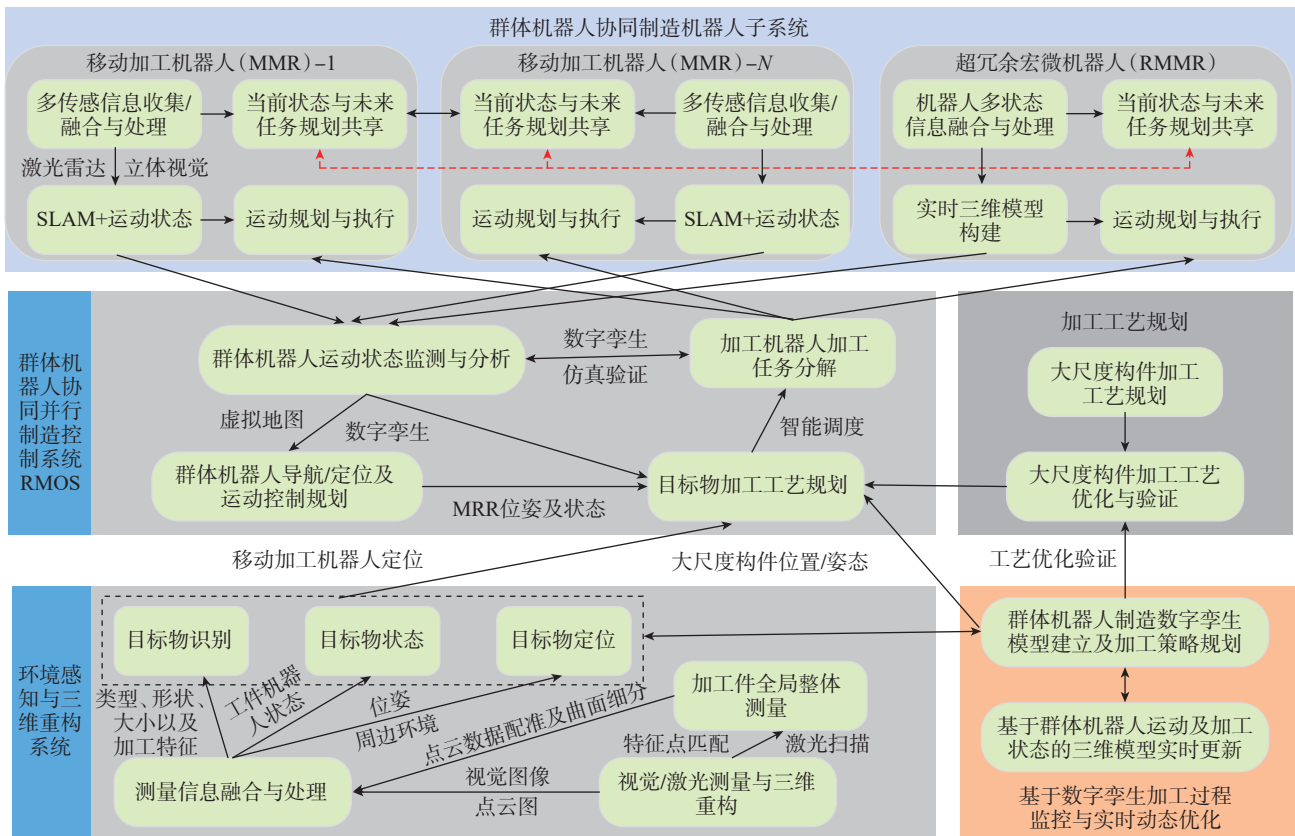 群体机器人协同制造机器人子系统
移动加工机器人(MMR)-1
多传感信息收集/
融合与处理
当前状态与未来
任务规划共享
激光雷达
立体视觉
SLAM+运动状态
运动规划与执行
移动加工机器人(MMR)-N
当前状态与未来
任务规划共享
多传感信息收集/
融合与处理
运动规划与执行
SLAM+运动状态
超冗余宏微机器人(RMMR)
机器人多状态
信息融合与处理
当前状态与未来
任务规划共享
实时三维模型
构建
运动规划与执行
群体机
器人协
同并行
制造控
制系统
RMOS
群体机器人运动状态监测与分析
数字孪生
仿真验证
加工机器人加工
任务分解
虚拟地图
数字孪生
智能调度
群体机器人导航/定位及
运动控制规划
MRR位姿及状态
目标物加工工艺规划
加工工艺规划
大尺度构件加工
工艺规划
大尺度构件加工工艺
优化与验证
移动加工机器人定位
大尺度构件位置/姿态
工艺优化验证
环境感
知与三
维重构
系统
目标物识别
目标物状态
目标物定位
类型、形状、
大小以及
加工特征
工件机器
人状态
位姿
周边环境
点云数据配准及曲面细分
加工件全局整体
测量
特征点匹配
激光扫描
测量信息融合与处理
视觉图像
点云图
视觉/激光测量与三维
重构
群体机器人制造数字孪生
模型建立及加工策略规划
基于群体机器人运动及加工
状态的三维模型实时更新
基于数字孪生加工过程
监控与实时动态优化